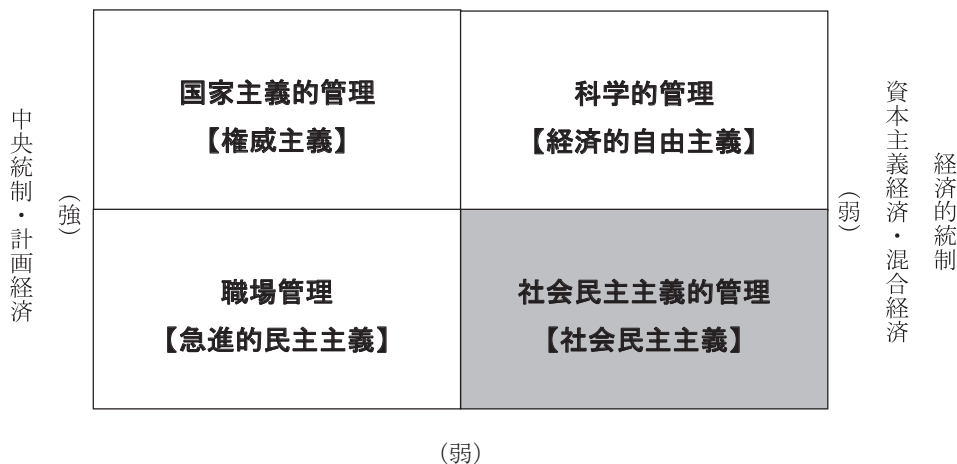 国家主義的管理
【権威主義】
科学的管理
【経済的自由主義】
職場管理
【急進的民主主義】
社会民主主義的管理
【社会民主主義】
中央統制・計画経済
（強）
（弱）
資本主義経済・混合経済
経済的統制
（弱）